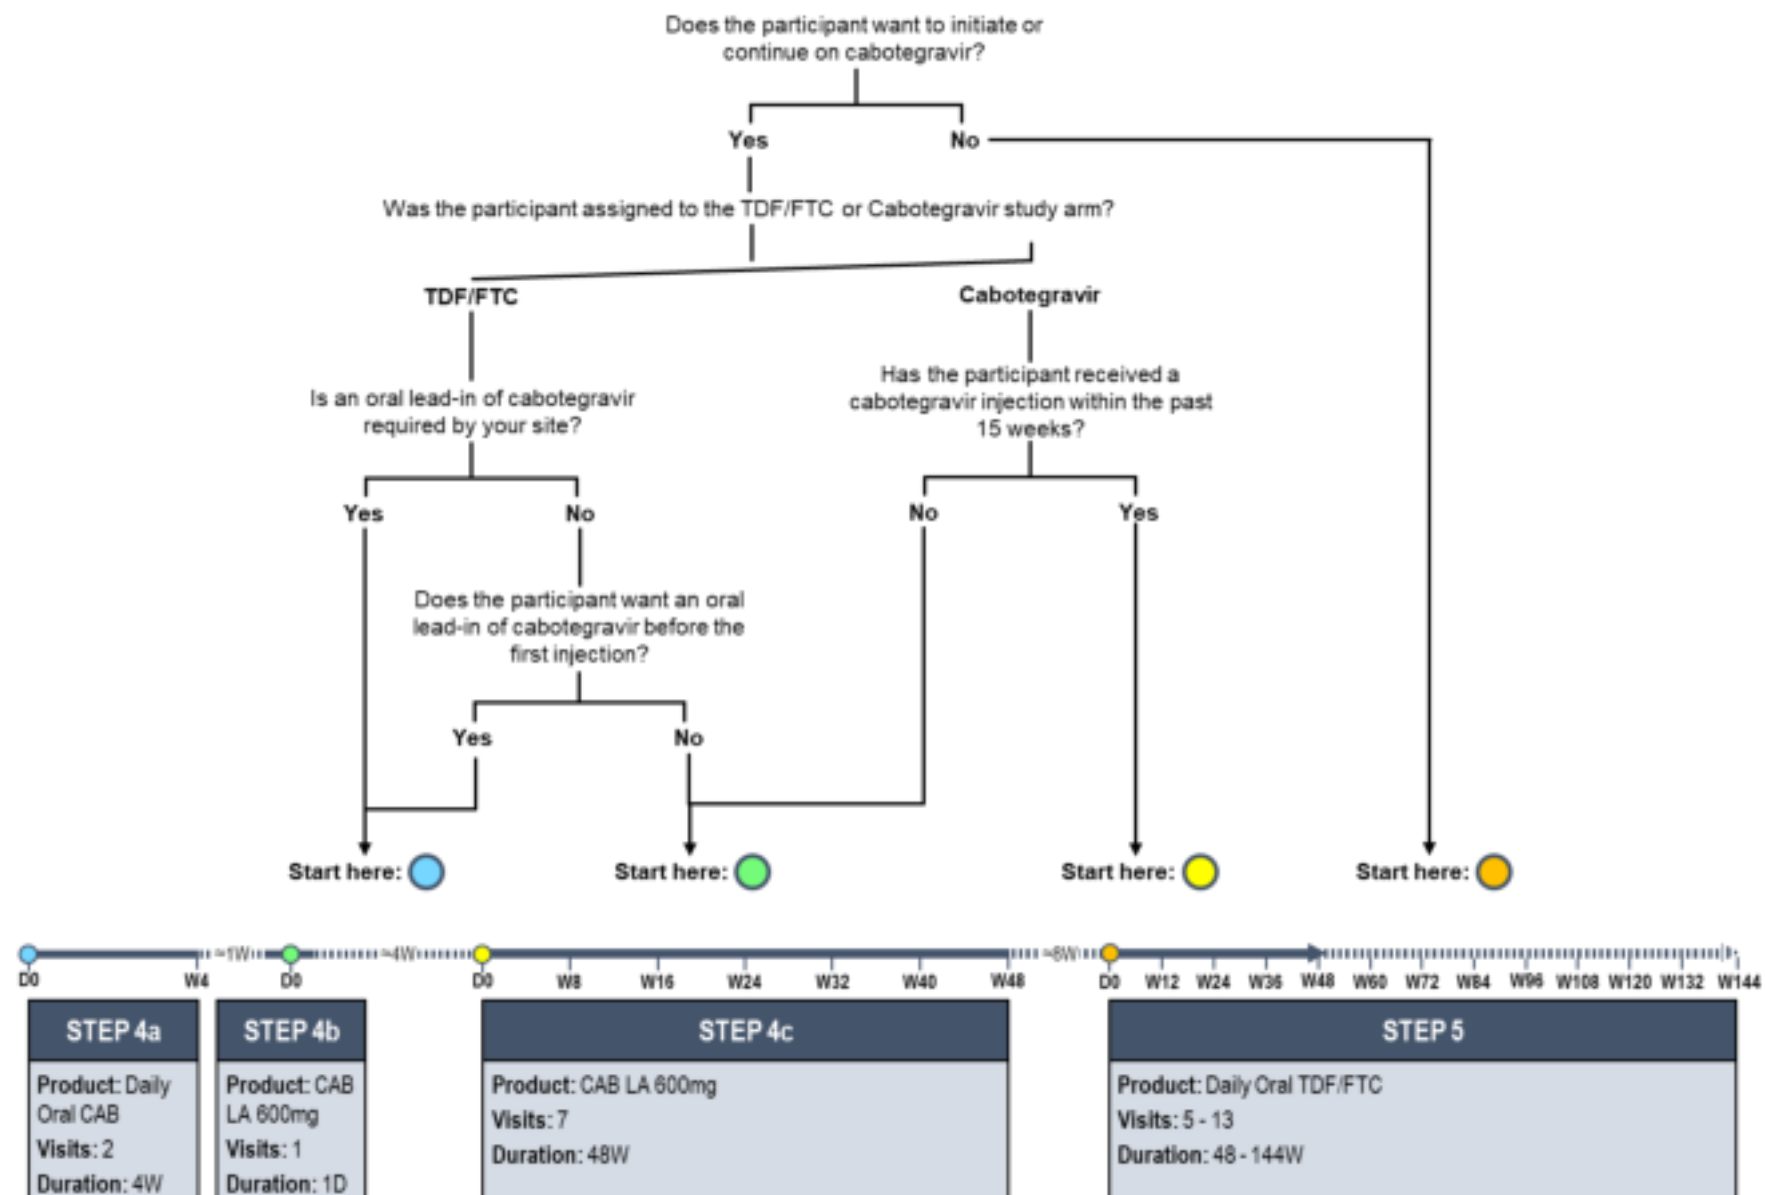 Does the participant want to initiate or
continue on cabotegravir?
Yes
No
Was the participant assigned to the TDF/FTC or Cabotegravir study arm?
TDF/FTC
Cabotegravir
Is an oral lead-in of cabotegravir
required by your site?
Has the participant received a
cabotegravir injection within the past
15 weeks?
Yes
No
No
Yes
Does the participant want an oral
lead-in of cabotegravir before the
first injection?
Yes
No
Start here:
Start here:
Start here:
Start here:
~1W
~4W
~8W
D0 W4 D0 D0 W8 W16 W24 W32 W40 W48 D0 W12 W24 W36 W48 W60 W72 W84 W96 W108 W120 W132 W144
STEP 4a
Product: Daily
Oral CAB
Visits: 2
Duration: 4W
STEP 4b
Product: CAB
LA 600mg
Visits: 1
Duration: 1D
STEP 4c
Product: CAB LA 600mg
Visits: 7
Duration: 48W
STEP 5
Product: Daily Oral TDF/FTC
Visits: 5 - 13
Duration: 48 - 144W